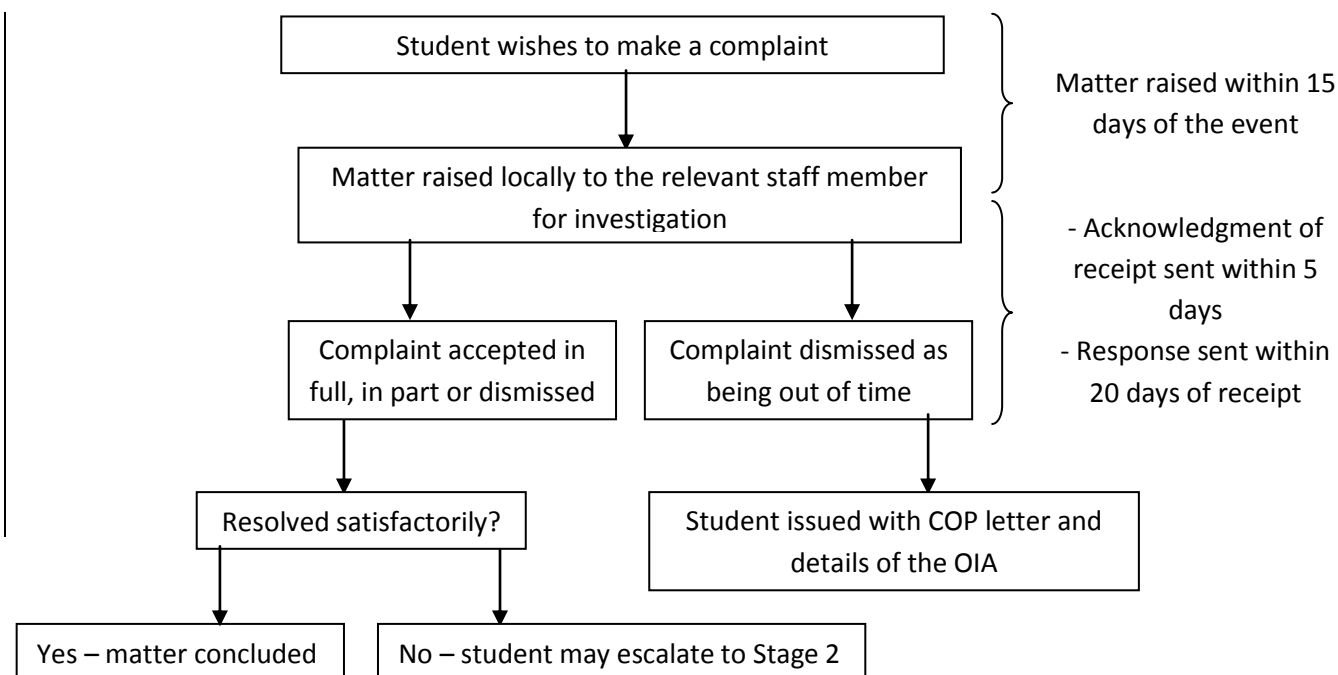 Student wishes to make a complaint
Matter raised within 15
days of the event
Matter raised locally to the relevant staff member
for investigation
- Acknowledgment of
receipt sent within 5
days
- Response sent within
20 days of receipt
Complaint accepted in
full, in part or dismissed
Complaint dismissed as
being out of time
Resolved satisfactorily?
Student issued with COP letter and
details of the OIA
Yes – matter concluded
No – student may escalate to Stage 2